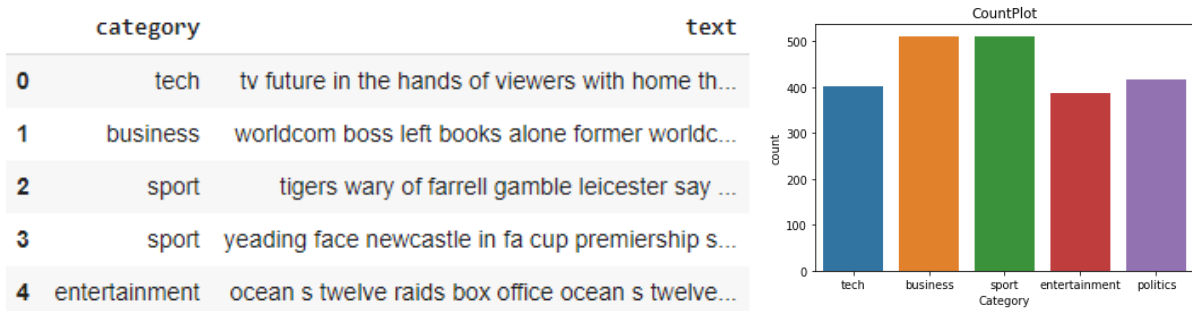 category text
0 tech tv future in the hands of viewers with home th...
1 business worldcom boss left books alone former worldc...
2 sport tigers wary of farrell gamble leicester say ...
3 sport yeading face newcastle in fa cup premiership s...
4 entertainment ocean s twelve raids box office ocean s twelve...
CountPlot
500
400
300
200
100
0
count
tech business sport entertainment politics
Category